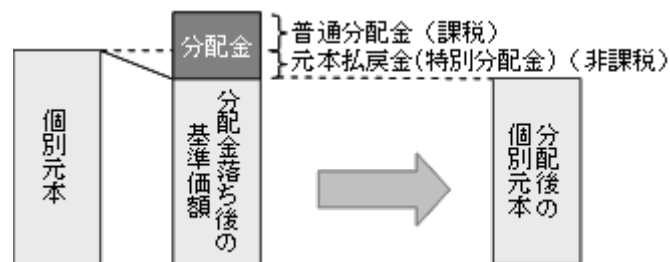 分配金
普通分配金（課税）
元本払戻金(特別分配金)（非課税）
個別元本
分配金落ち後の
基準価額
分配後の
個別元本